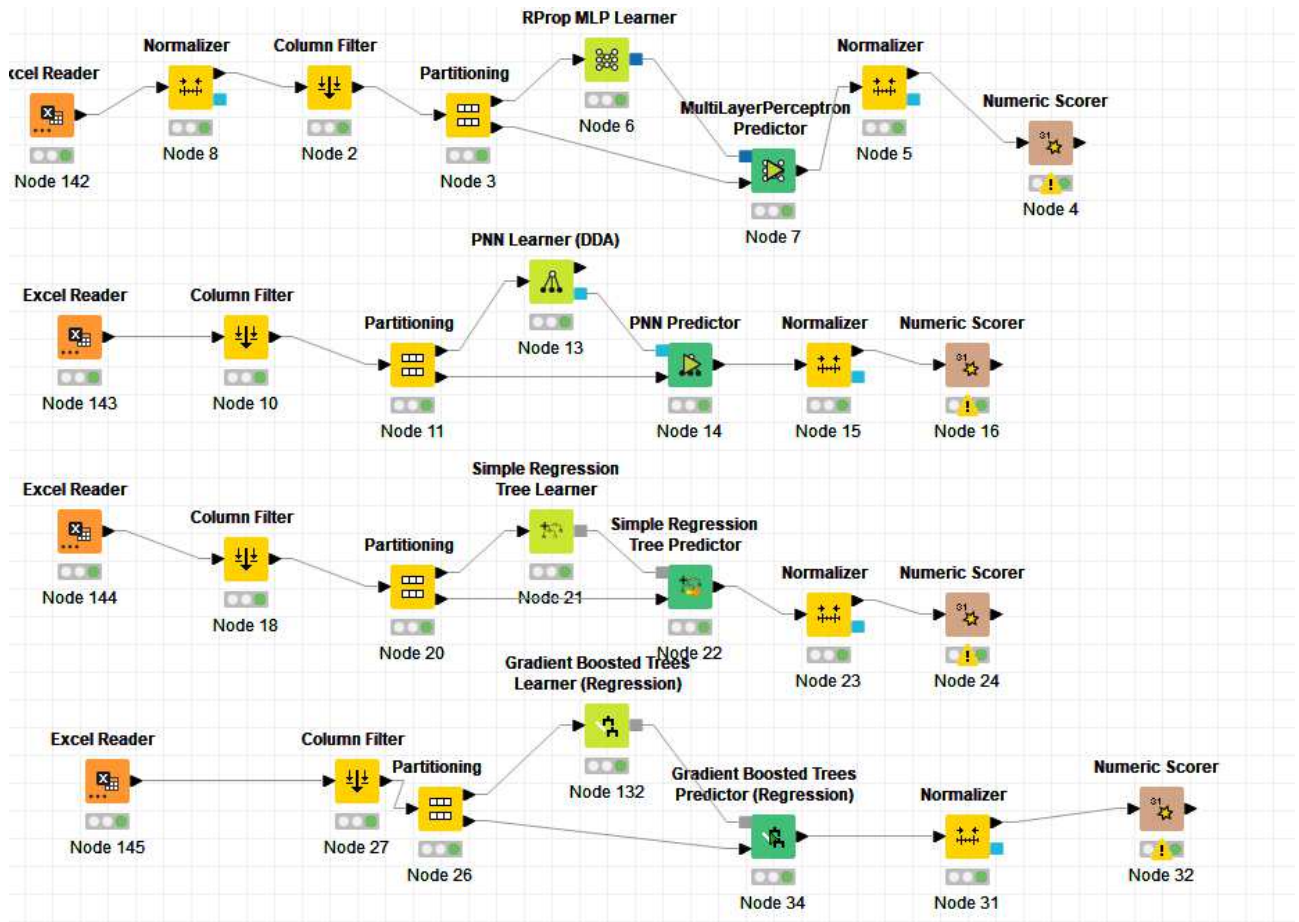 RProp MLP Learner
Normalizer
Column Filter
Normalizer
xcel Reader
Partitioning
Numeric Scorer
MultiLayerPerceptron
Predictor
Node 6
Node 8
Node 2
Node 5
Node 142
Node 3
Node 4
Node 7
PNN Learner (DDA)
Excel Reader
Column Filter
Partitioning
PNN Predictor
Normalizer
Numeric Scorer
Node 13
Node 143
Node 10
Node 11
Node 14
Node 15
Node 16
Simple Regression
Tree Learner
Excel Reader
Column Filter
Simple Regression
Tree Predictor
Partitioning
Normalizer
Numeric Scorer
Node 144
Node 21
Node 18
Node 20
Node 22
Node 23
Node 24
Gradient Boosted Trees
Learner (Regression)
Excel Reader
Column Filter
Partitioning
Gradient Boosted Trees
Predictor (Regression)
Normalizer
Numeric Scorer
Node 132
Node 145
Node 27
Node 26
Node 32
Node 34
Node 31